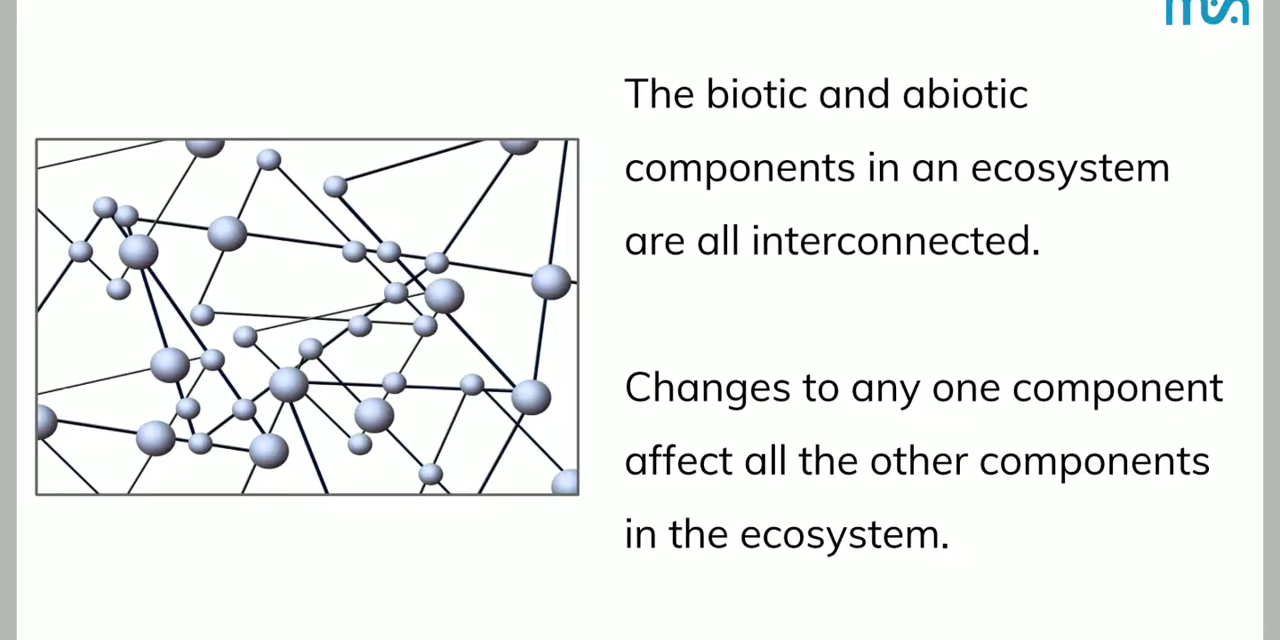 The biotic and abiotic
components in an ecosystem
are all interconnected.
Changes to any one component
affect all the other components
in the ecosystem.